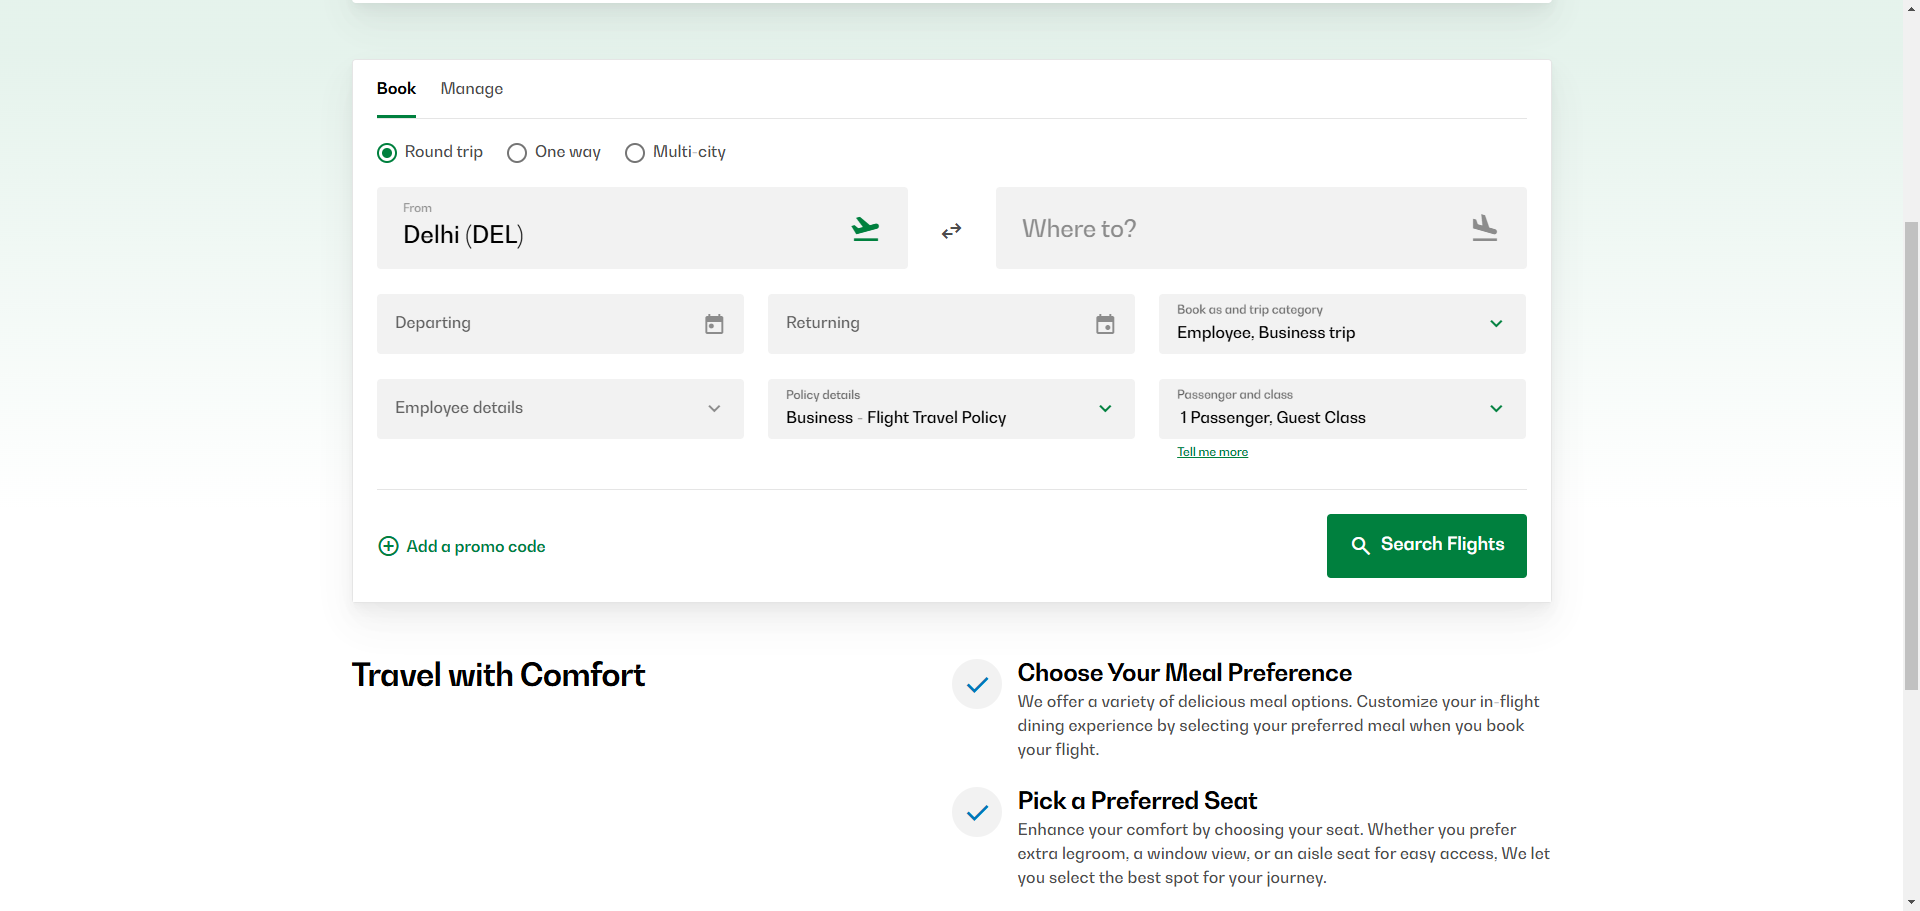 Book
Manage
Round trip
One way
Multi-city
From
Delhi (DEL)
Where to?
Departing
Returning
Book as and trip category
Employee, Business trip
Employee details
Policy details
Business - Flight Travel Policy
Passenger and class
1 Passenger, Guest Class
Tell me more
Add a promo code
Search Flights
Travel with Comfort
Choose Your Meal Preference
We offer a variety of delicious meal options. Customize your in-flight
dining experience by selecting your preferred meal when you book
your flight.
Pick a Preferred Seat
Enhance your comfort by choosing your seat. Whether you prefer
extra legroom, a window view, or an aisle seat for easy access, We let
you select the best spot for your journey.